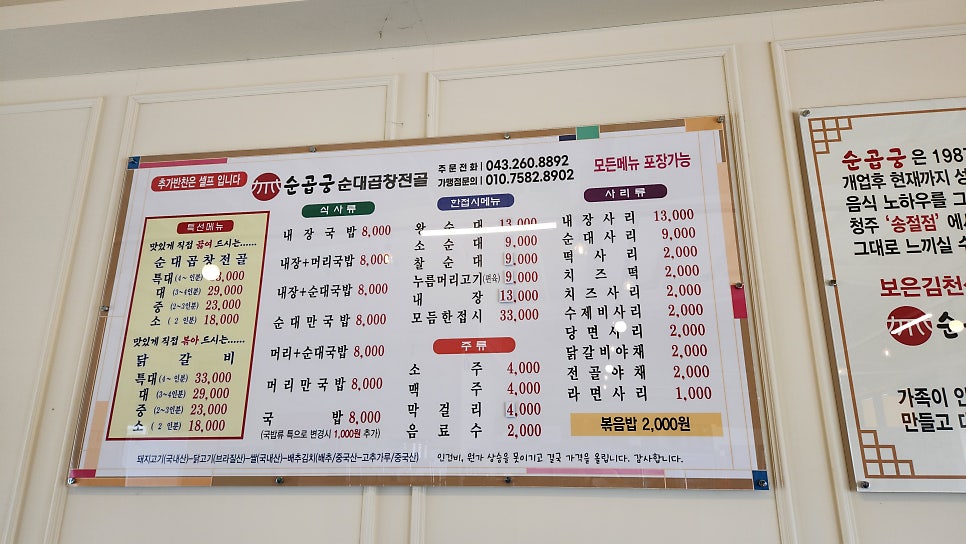 추가반찬은 셀프 입니다
순곱궁 순대곱창전골
주문전화 | 043.260.8892
가맹점문의 | 010.7582.8902
모든메뉴 포장가능
특선메뉴
맛있게 직접 끓여 드시는......
순대곱창전골
특대(4~ 인분) 33,000
대 (3~4인분) 29,000
중 (2~3인분) 23,000
소 ( 2 인분) 18,000
맛있게 직접 볶아 드시는......
닭갈비
특대(4~ 인분) 33,000
대 (3~4인분) 29,000
중 (2~3인분) 23,000
소 ( 2 인분) 18,000
식사류
내장국밥 8,000
내장+머리국밥 8,000
내장+순대국밥 8,000
순대만국밥 8,000
머리+순대국밥 8,000
머리만국밥 8,000
국밥 8,000
(국밥류 특으로 변경시 1,000원 추가)
한접시메뉴
왕순대 13,000
소순대 9,000
찰순대 9,000
누름머리고기(편육) 9,000
내장 13,000
모듬한접시 33,000
주류
소주 4,000
맥주 4,000
막걸리 4,000
음료수 2,000
사리류
내장사리 13,000
순대사리 9,000
떡사리 2,000
치즈떡 2,000
치즈사리 2,000
수제비사리 2,000
당면사리 2,000
닭갈비야채 2,000
전골야채 2,000
라면사리 1,000
볶음밥 2,000원
돼지고기(국내산)-닭고기(브라질산)-쌀(국내산)-배추김치(배추/중국산-고추가루/중국산)
인건비, 원가 상승을 못이기고 결국 가격을 올립니다. 감사합니다.
순곱궁은 1987
개업후 현재까지
음식 노하우를
청주 "송절점"
그대로 느끼실
보은김천
가족이
만들고